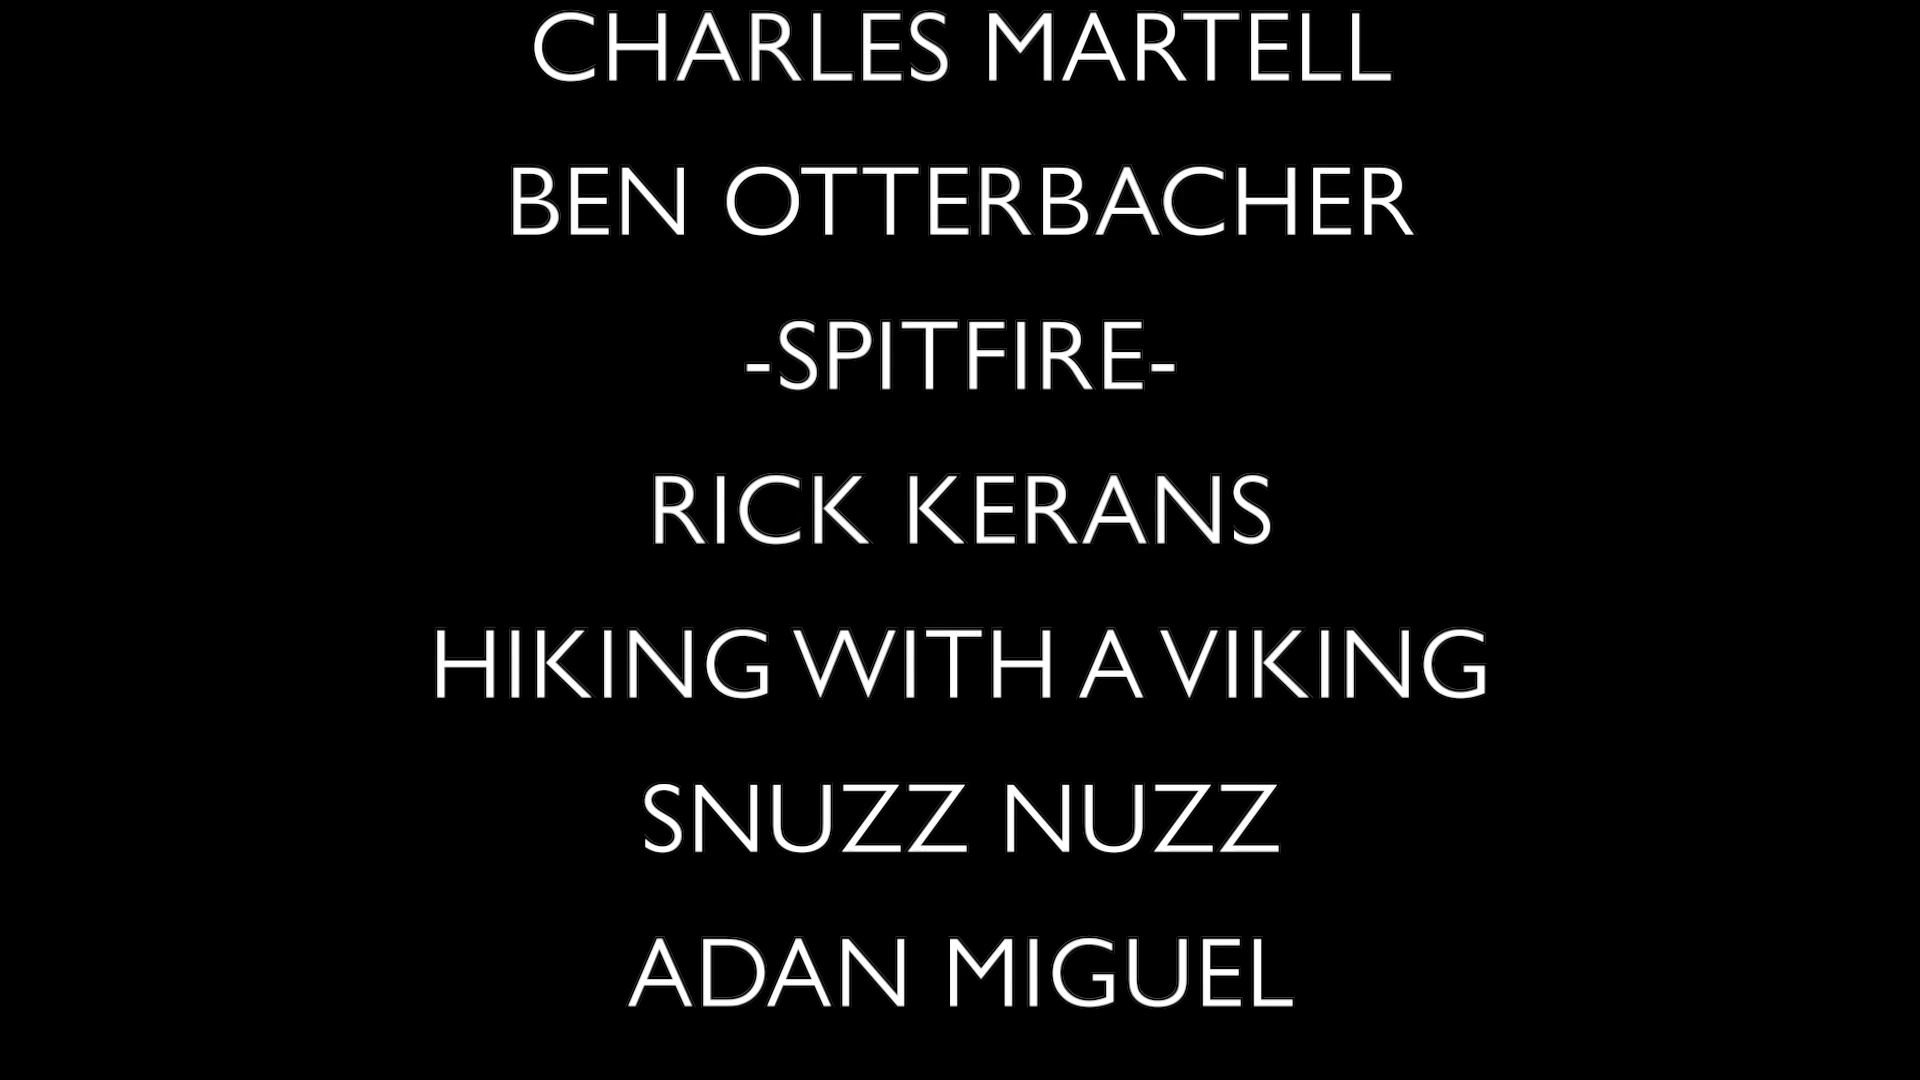 CHARLES MARTELL
BEN OTTERBACHER
-SPITFIRE-
RICK KERANS
HIKING WITH A VIKING
SNUZZ NUZZ
ADAN MIGUEL